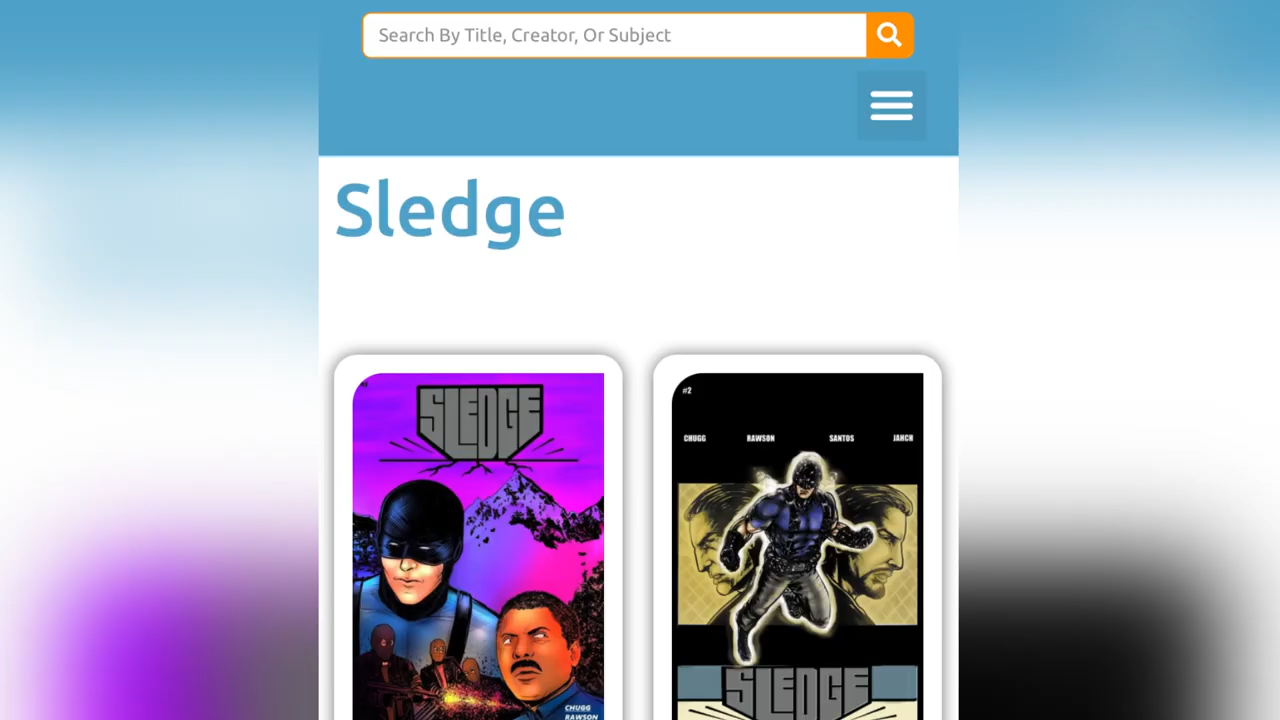 Search By Title, Creator, Or Subject
Sledge
SLEDGE
CHUGG
RAWSON
#2
CHUGG RAWSON SANTOS JAHCH
SLEDGE